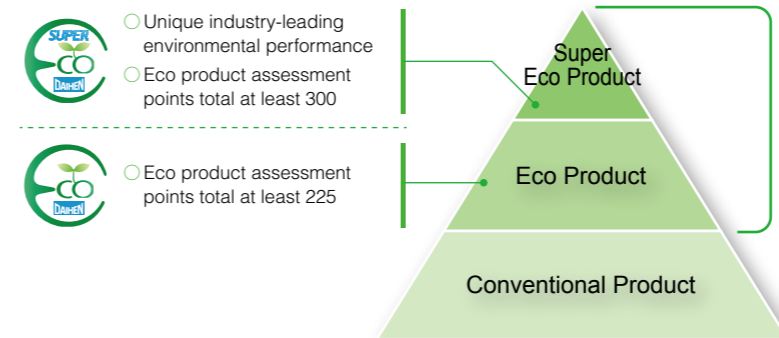 SUPER
eco
DAIHEN
○ Unique industry-leading
environmental performance
○ Eco product assessment
points total at least 300
eco
DAIHEN
○ Eco product assessment
points total at least 225
Super
Eco Product
Eco Product
Conventional Product